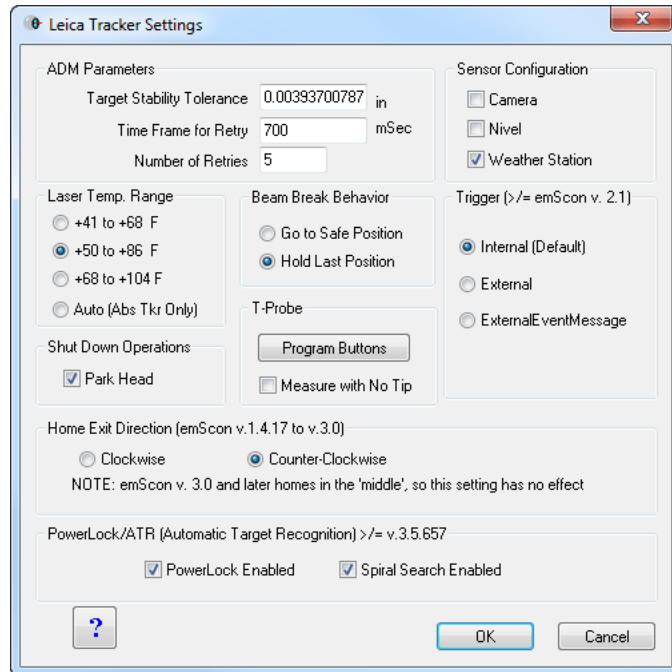 Leica Tracker Settings
ADM Parameters
Target Stability Tolerance 0.00393700787 in
Time Frame for Retry 700 mSec
Number of Retries 5
Sensor Configuration
Camera
Nivel
Weather Station
Laser Temp. Range
+41 to +68 F
+50 to +86 F
+68 to +104 F
Auto (Abs Tkr Only)
Beam Break Behavior
Go to Safe Position
Hold Last Position
Trigger (>/= emScon v. 2.1)
Internal (Default)
External
ExternalEventMessage
T-Probe
Program Buttons
Measure with No Tip
Shut Down Operations
Park Head
Home Exit Direction (emScon v.1.4.17 to v.3.0)
Clockwise Counter-Clockwise
NOTE: emScon v. 3.0 and later homes in the 'middle', so this setting has no effect
PowerLock/ATR (Automatic Target Recognition) >/= v.3.5.657
PowerLock Enabled Spiral Search Enabled
? OK Cancel